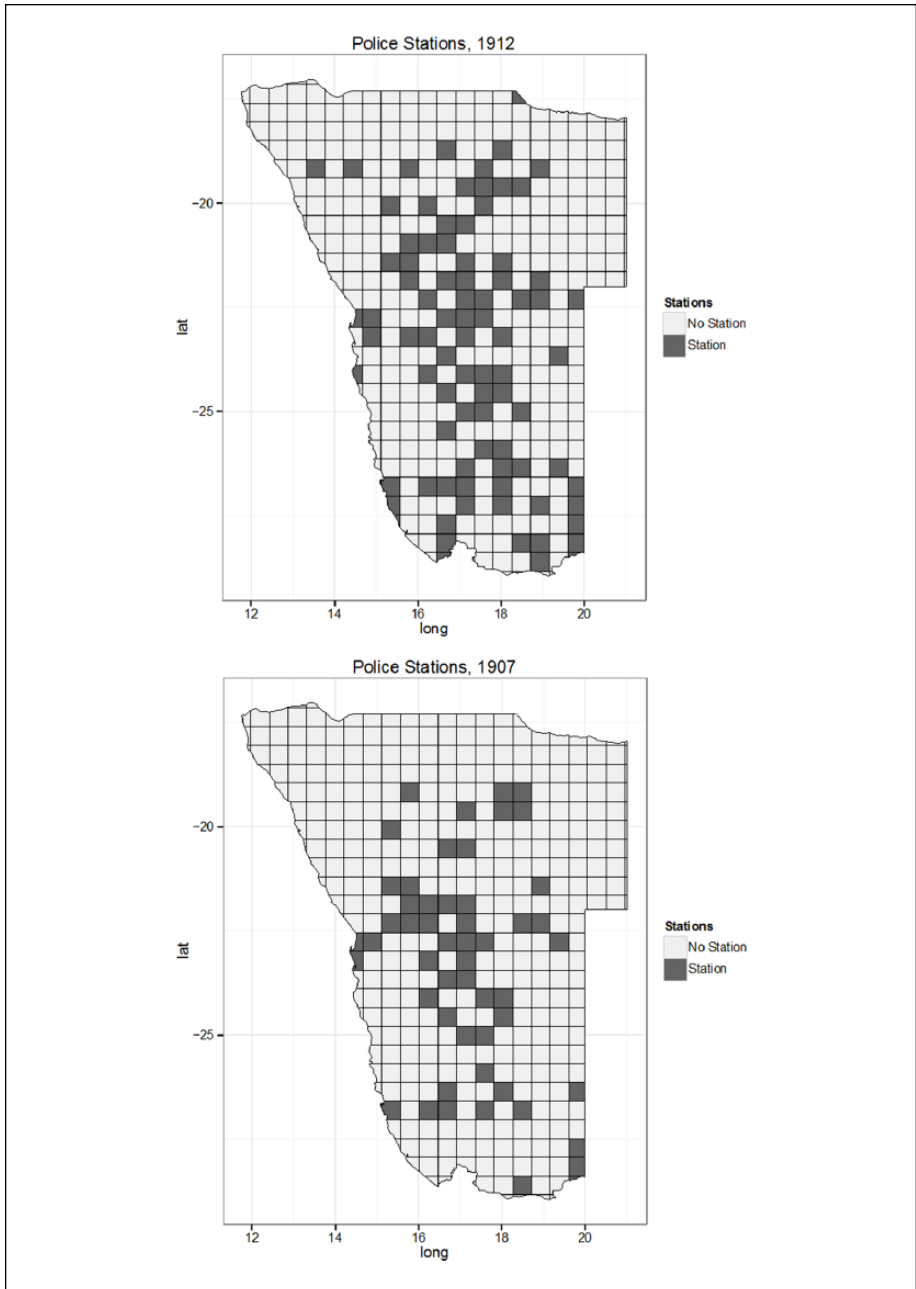 Police Stations, 1912
−20
−25
lat
12 14 16 18 20
long
Stations
No Station
Station
Police Stations, 1907
−20
−25
lat
12 14 16 18 20
long
Stations
No Station
Station